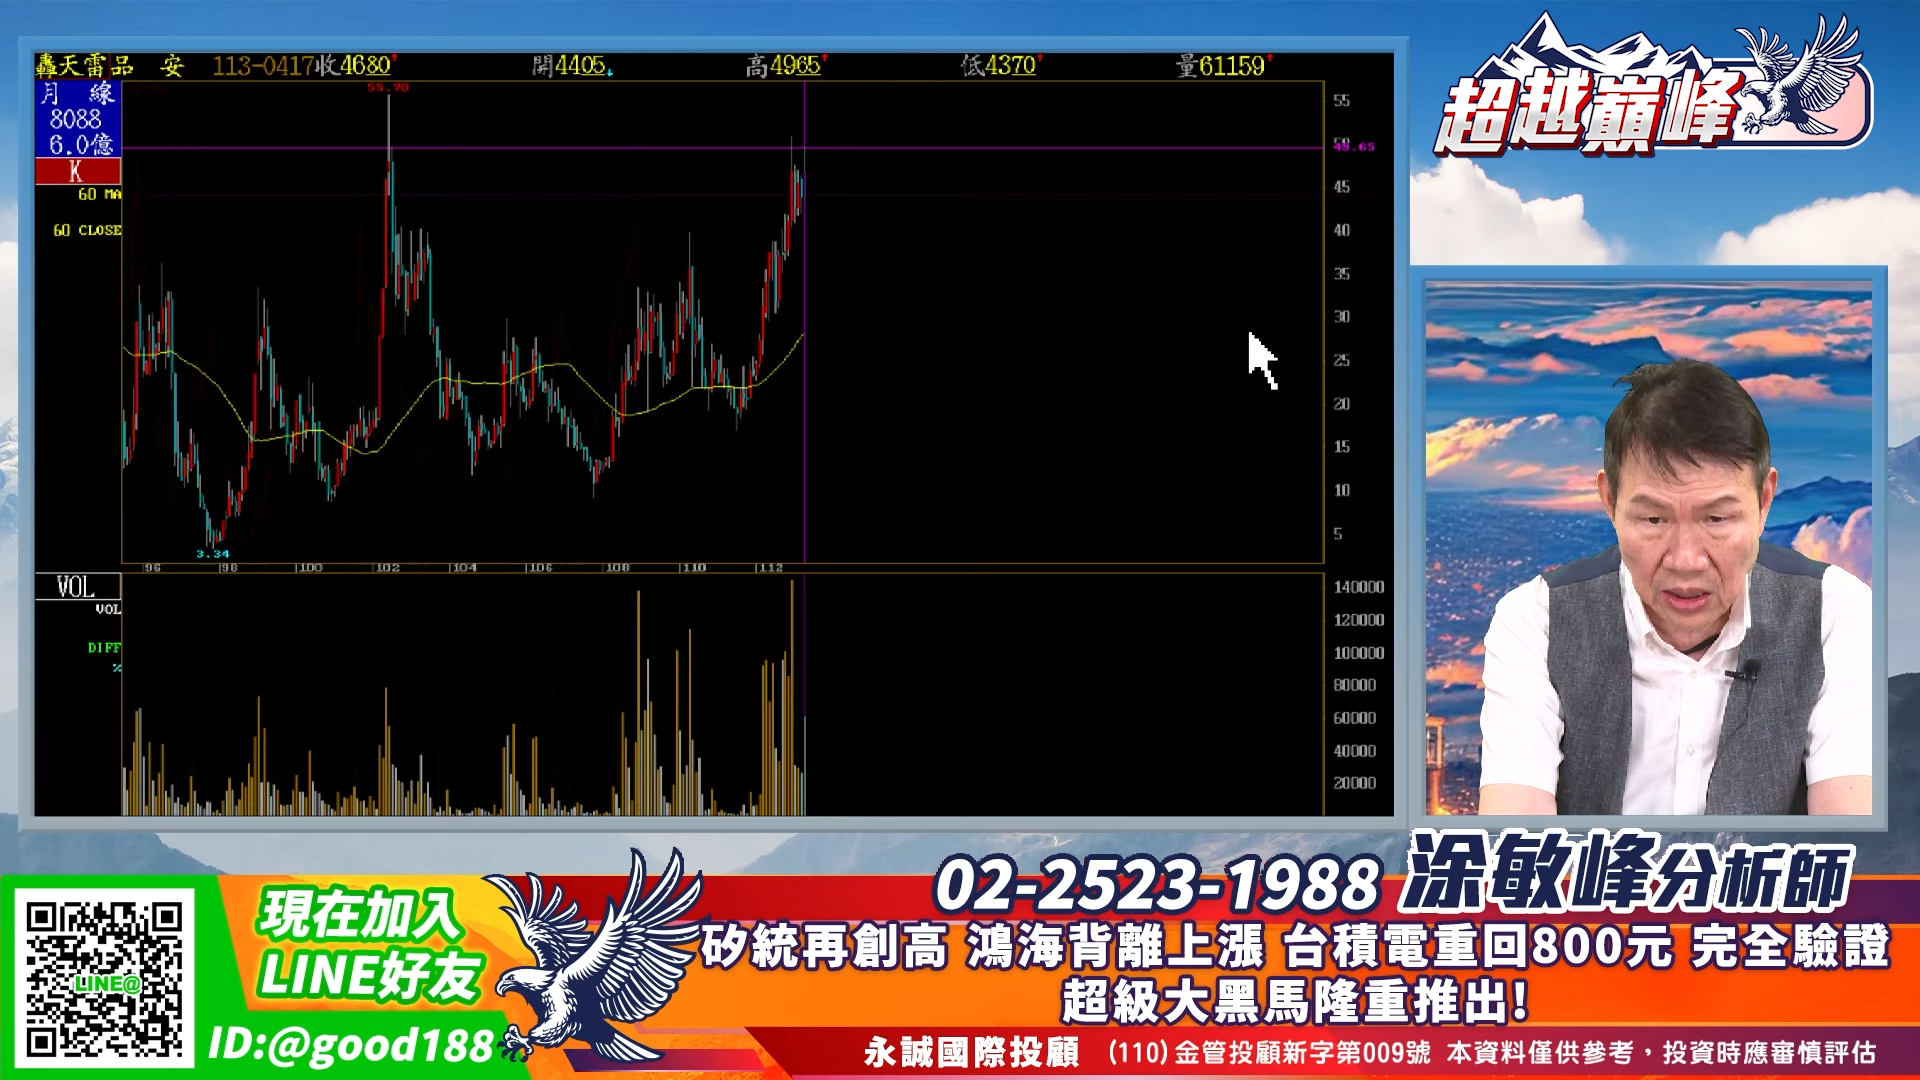 轟天雷品 安 113-0417收4680 開4405 高4965 低4370 量61159
月 線
8088
6.0億
K
60 MA
60 CLOSE
55.70
55
50
49.65
45
40
35
30
25
20
15
10
5
3.34
96 98 100 102 104 106 108 110 112
VOL
VOL
DIFF
%
140000
120000
100000
80000
60000
40000
20000
超越巔峰
02-2523-1988 涂敏峰分析師
矽統再創高 鴻海背離上漲 台積電重回800元 完全驗證
超級大黑馬隆重推出!
現在加入
LINE好友
LINE@
ID:@good188
永誠國際投顧 (110)金管投顧新字第009號 本資料僅供參考,投資時應審慎評估